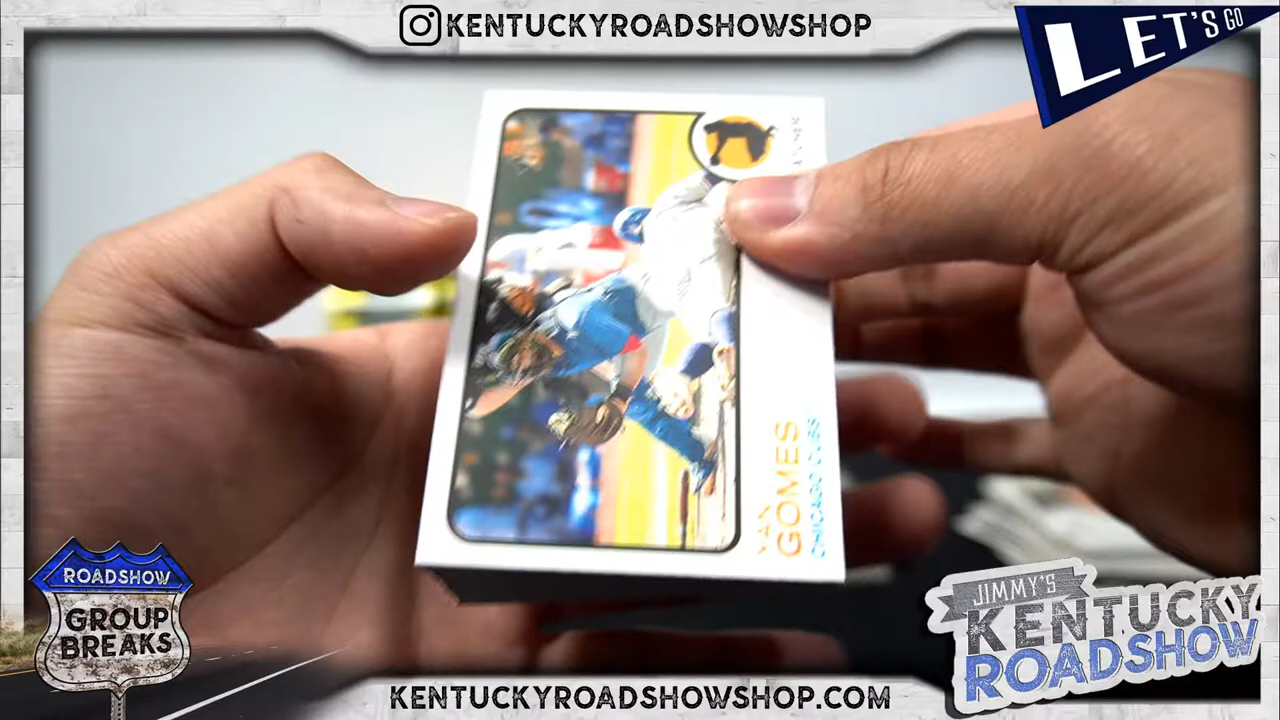 KENTUCKYROADSHOWSHOP
LET'S GO
YAN
GOMES
CHICAGO CUBS
ROADSHOW
GROUP
BREAKS
JIMMY'S
KENTUCKY
ROADSHOW
KENTUCKYROADSHOWSHOP.COM